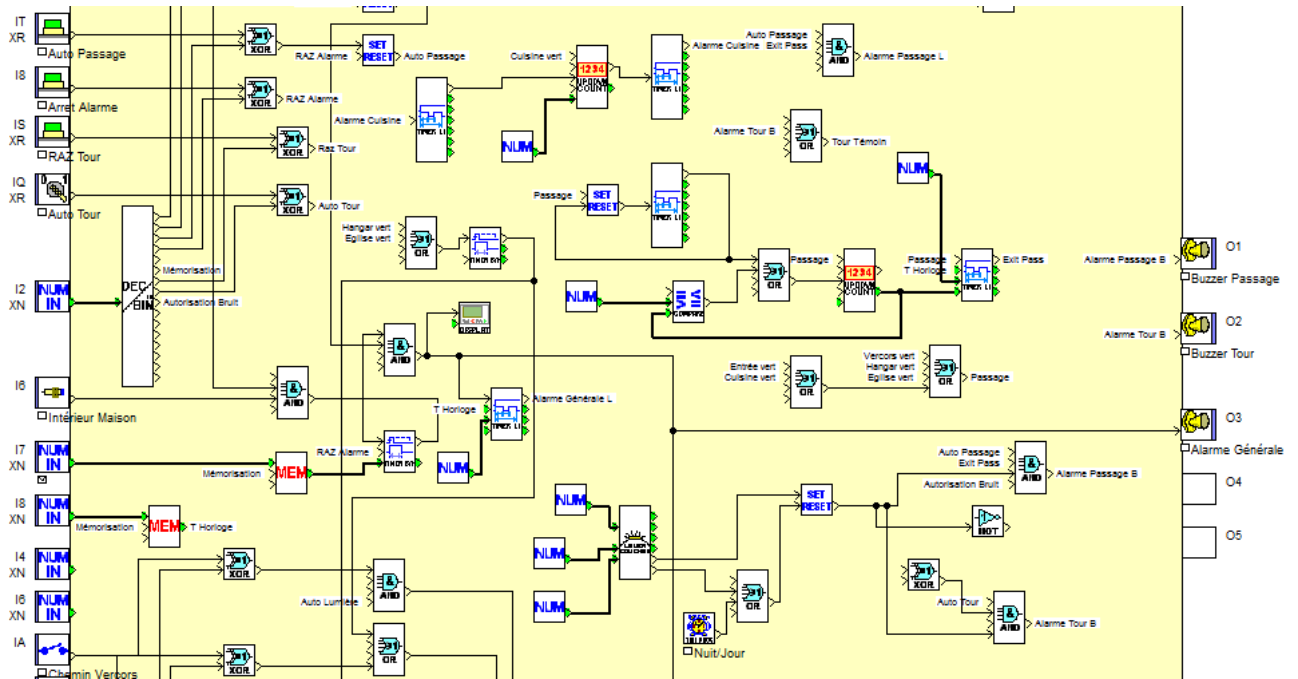 IT
XR
Auto Passage
I8
XR
Arret Alarme
IS
XR
RAZ Tour
IQ
XR
Auto Tour
I2
XN
NUM
IN
I6
Intérieur Maison
I7
XN
NUM
IN
I8
XN
NUM
IN
I4
XN
NUM
IN
I6
XN
NUM
IN
IA
Chemin Vercors
XOR
XOR
XOR
XOR
RAZ Alarme
SET
RESET
Auto Passage
RAZ Alarme
Raz Tour
Auto Tour
DEC
BIN
Mémorisation
Autorisation Bruit
Cuisine vert
1234
Alarme Cuisine
NUM
Alarme Cuisine
Exit Pass
Auto Passage
AND
Alarme Passage L
Alarme Tour B
OR
Tour Témoin
NUM
Hangar vert
Eglise vert
OR
Passage
SET
RESET
NUM
OR
Passage
1234
Passage
T Horloge
Exit Pass
Alarme Passage B
O1
Buzzer Passage
Alarme Tour B
O2
Buzzer Tour
O3
Alarme Générale
O4
O5
AND
AND
T Horloge
Alarme Générale L
RAZ Alarme
NUM
Mémorisation
MEM
Mémorisation
MEM
T Horloge
Entrée vert
Cuisine vert
OR
Vercors vert
Hangar vert
Eglise vert
OR
Passage
Auto Passage
Exit Pass
Autorisation Bruit
AND
Alarme Passage B
NUM
NUM
NUM
SET
RESET
NOT
XOR
Auto Lumière
AND
XOR
OR
OR
Nuit/Jour
XOR
Auto Tour
AND
Alarme Tour B